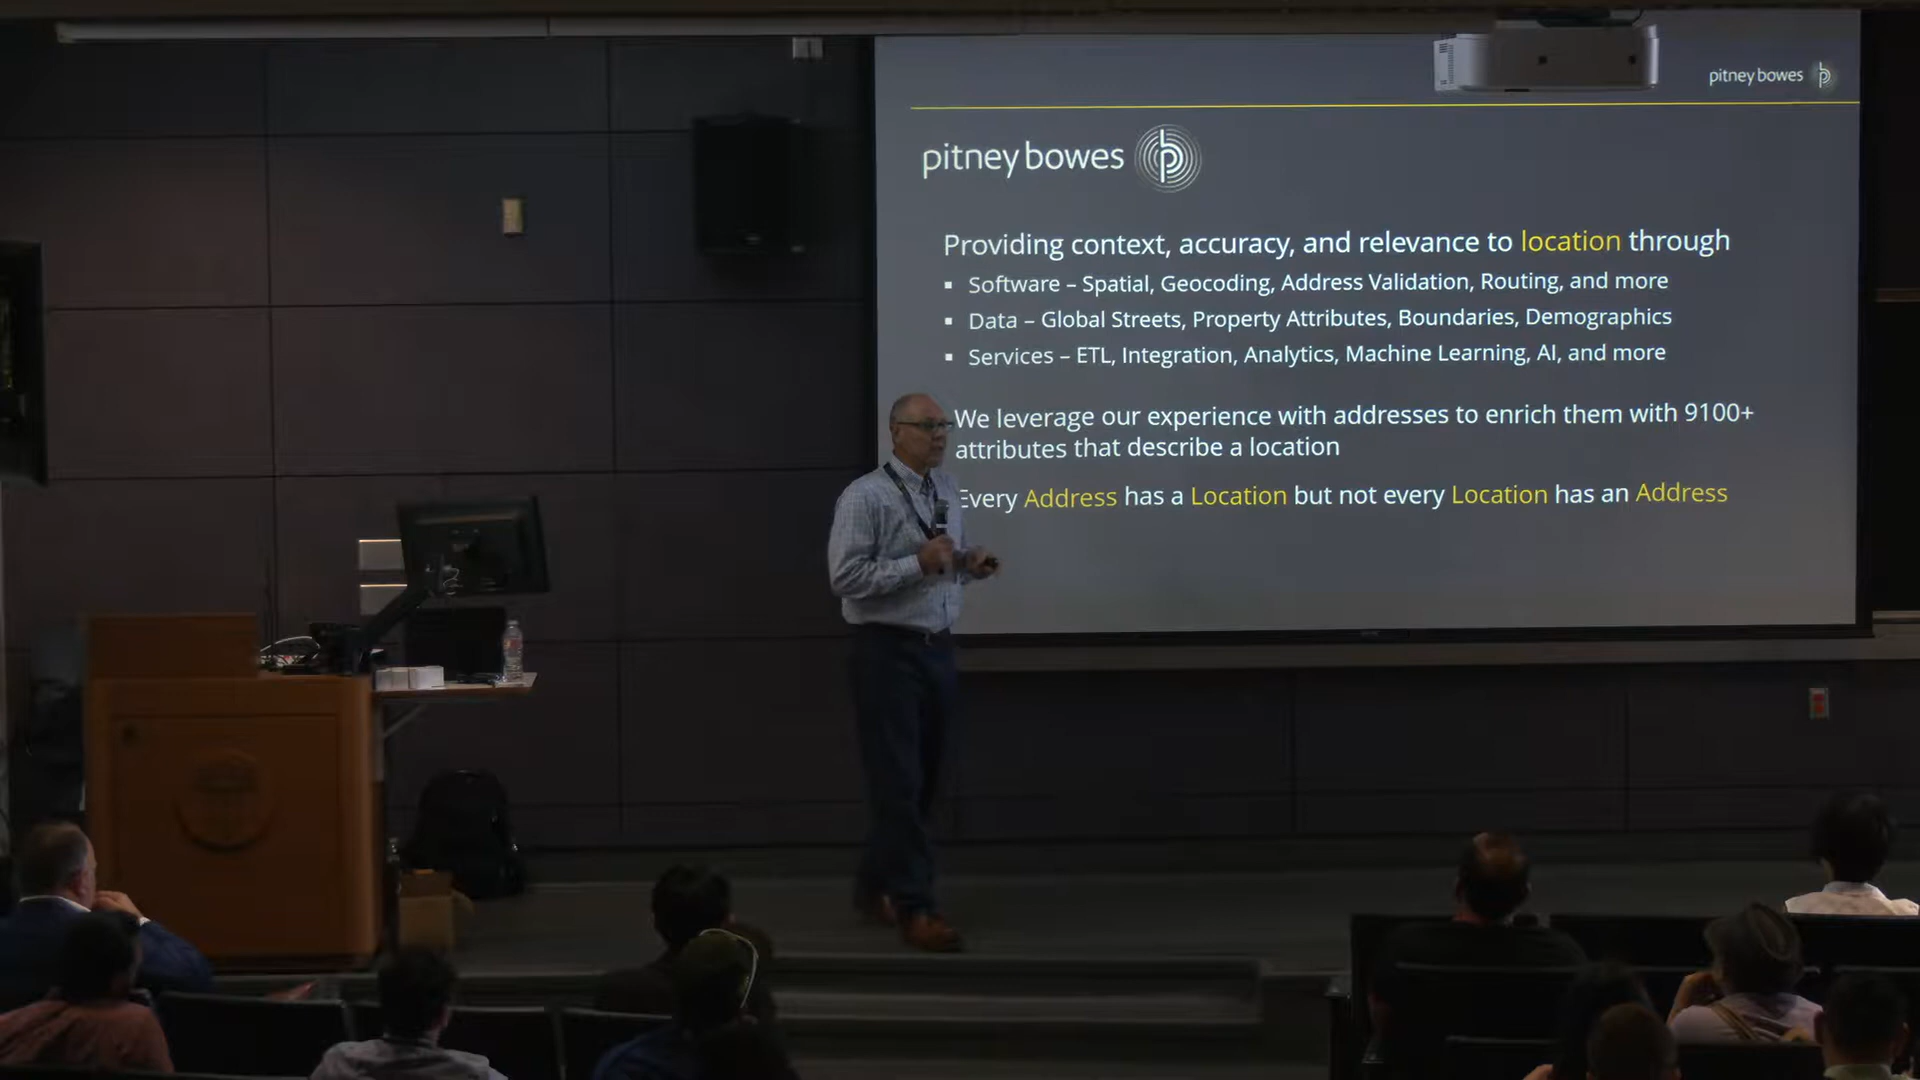 pitney bowes
pitney bowes
Providing context, accuracy, and relevance to location through
▪ Software – Spatial, Geocoding, Address Validation, Routing, and more
▪ Data – Global Streets, Property Attributes, Boundaries, Demographics
▪ Services – ETL, Integration, Analytics, Machine Learning, AI, and more
We leverage our experience with addresses to enrich them with 9100+
attributes that describe a location
Every Address has a Location but not every Location has an Address